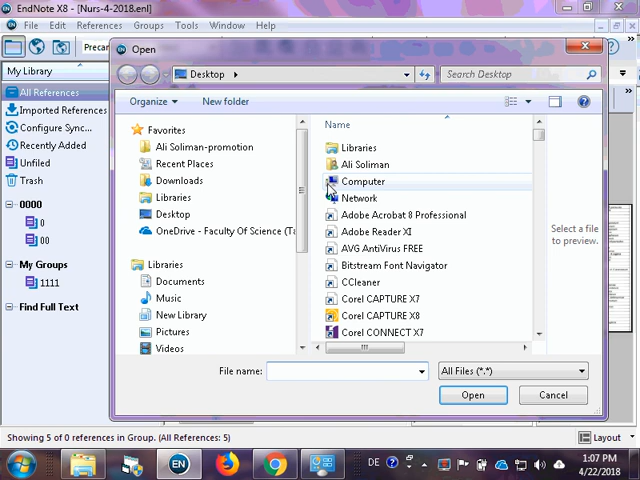 EndNote X8 - [Nurs-4-2018.enl]
File Edit References Groups Tools Window Help
My Library
All References
Imported References
Configure Sync...
Recently Added
Unfiled
Trash
0000
0
00
My Groups
1111
Find Full Text
Open
Desktop
Search Desktop
Organize
New folder
Favorites
Ali Soliman-promotion
Recent Places
Downloads
Libraries
Desktop
OneDrive - Faculty Of Science (Ta
Libraries
Documents
Music
New Library
Pictures
Videos
Name
Libraries
Ali Soliman
Computer
Network
Adobe Acrobat 8 Professional
Adobe Reader XI
AVG AntiVirus FREE
Bitstream Font Navigator
CCleaner
Corel CAPTURE X7
Corel CAPTURE X8
Corel CONNECT X7
Select a file
to preview.
File name:
All Files (*.*)
Open
Cancel
Showing 5 of 0 references in Group. (All References: 5)
Layout
EN
DE
1:07 PM
4/22/2018